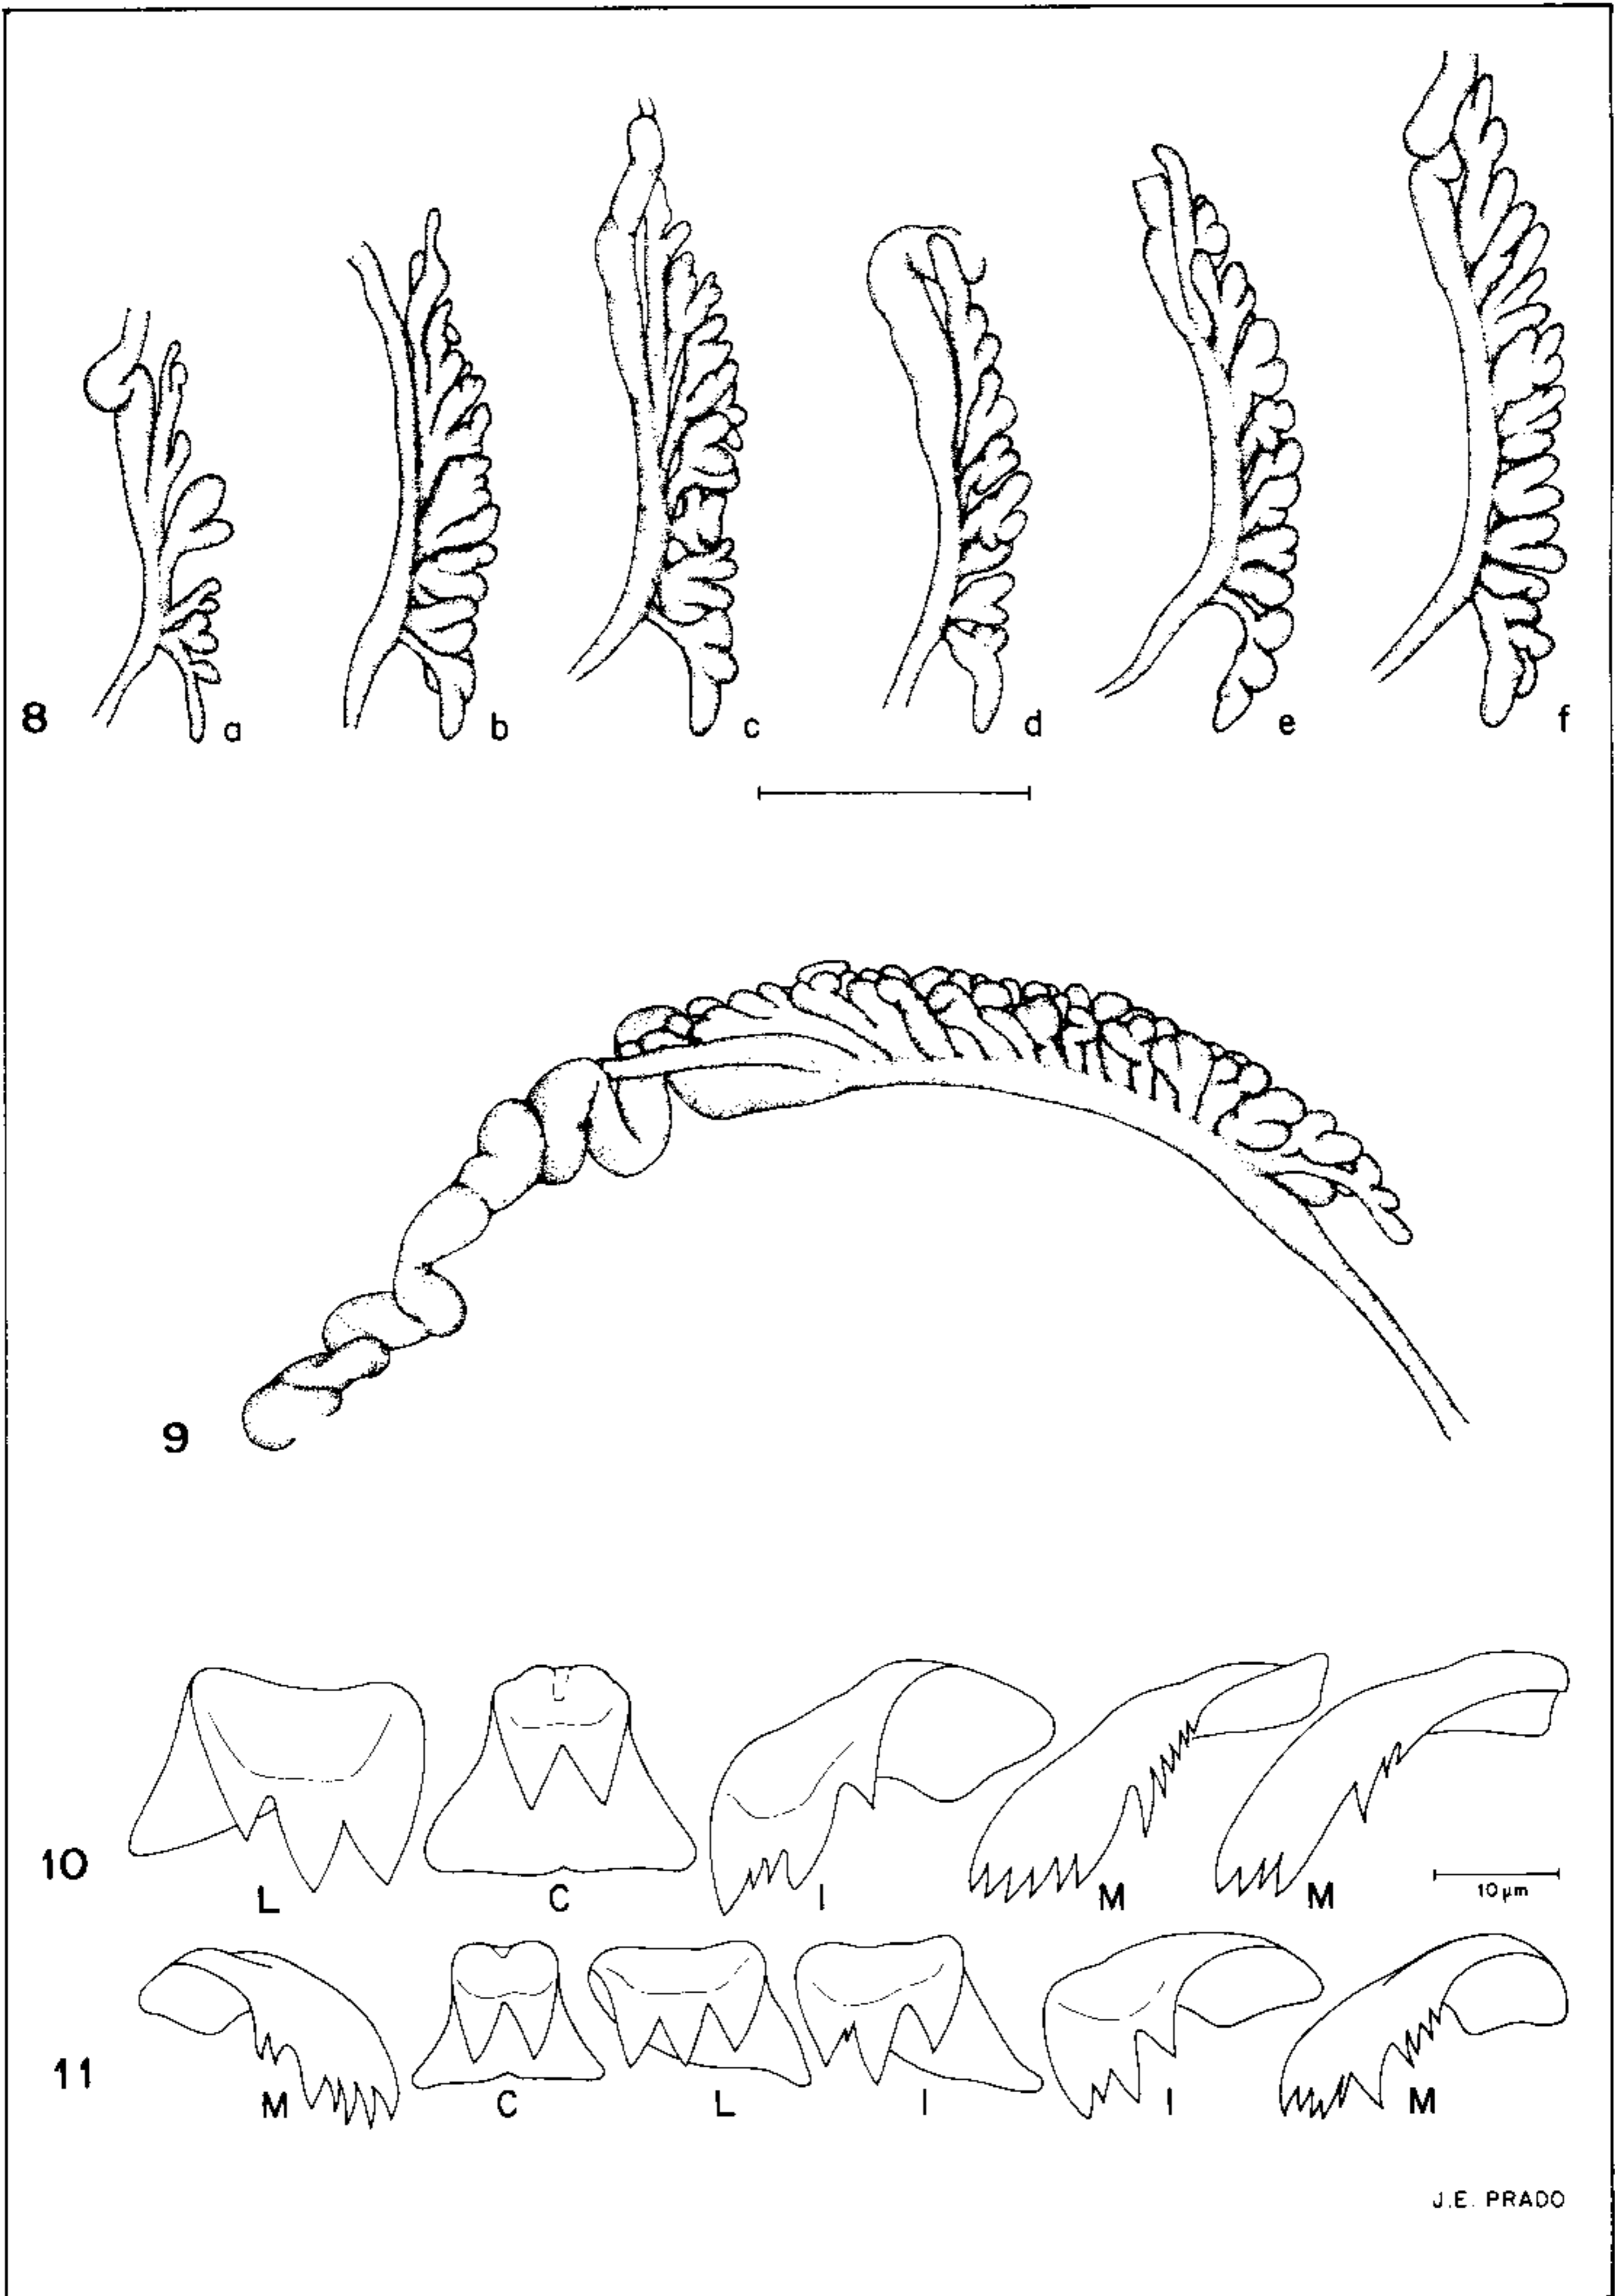 8 a b c d e f
9
10 L C I M M 10 μm
11 M C L I I M
J.E. PRADO